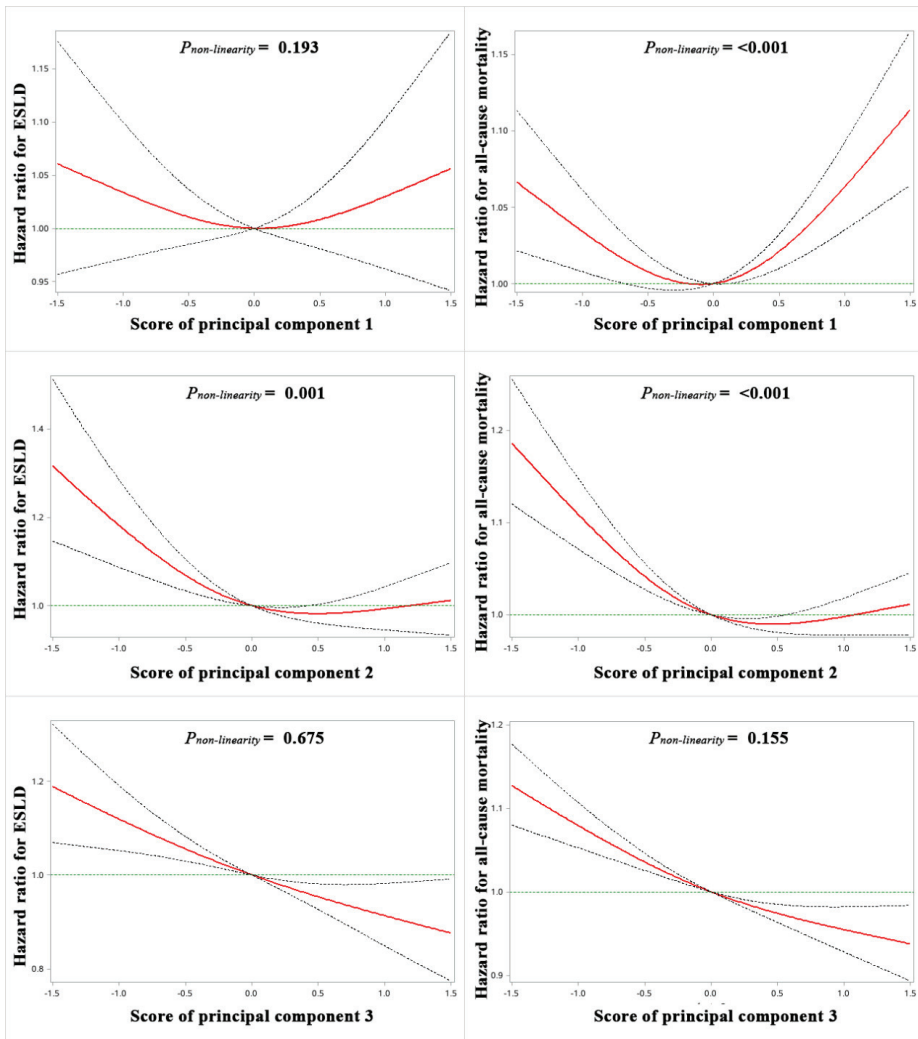 Hazard ratio for ESLD
P non-linearity = 0.193
1.15
1.10
1.05
1.00
0.95
-1.5 -1.0 -0.5 0.0 0.5 1.0 1.5
Score of principal component 1
Hazard ratio for all-cause mortality
P non-linearity = <0.001
1.15
1.10
1.05
1.00
-1.5 -1.0 -0.5 0.0 0.5 1.0 1.5
Score of principal component 1
Hazard ratio for ESLD
P non-linearity = 0.001
1.4
1.2
1.0
-1.5 -1.0 -0.5 0.0 0.5 1.0 1.5
Score of principal component 2
Hazard ratio for all-cause mortality
P non-linearity = <0.001
1.2
1.1
1.0
-1.5 -1.0 -0.5 0.0 0.5 1.0 1.5
Score of principal component 2
Hazard ratio for ESLD
P non-linearity = 0.675
1.2
1.0
0.8
-1.5 -1.0 -0.5 0.0 0.5 1.0 1.5
Score of principal component 3
Hazard ratio for all-cause mortality
P non-linearity = 0.155
1.2
1.1
1.0
0.9
-1.5 -1.0 -0.5 0.0 0.5 1.0 1.5
Score of principal component 3